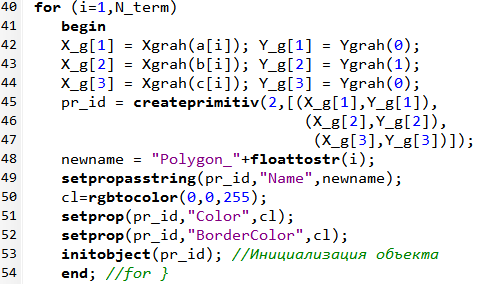 40 for (i=1,N_term)
41 begin
42 X_g[1] = Xgrah(a[i]); Y_g[1] = Ygrah(0);
43 X_g[2] = Xgrah(b[i]); Y_g[2] = Ygrah(1);
44 X_g[3] = Xgrah(c[i]); Y_g[3] = Ygrah(0);
45 pr_id = createprimitiv(2,[(X_g[1],Y_g[1]),
46 (X_g[2],Y_g[2]),
47 (X_g[3],Y_g[3])]);
48 newname = "Polygon_"+floattostr(i);
49 setpropasstring(pr_id,"Name",newname);
50 cl=rgbtocolor(0,0,255);
51 setprop(pr_id,"Color",cl);
52 setprop(pr_id,"BorderColor",cl);
53 initobject(pr_id); //Инициализация объекта
54 end; //for }